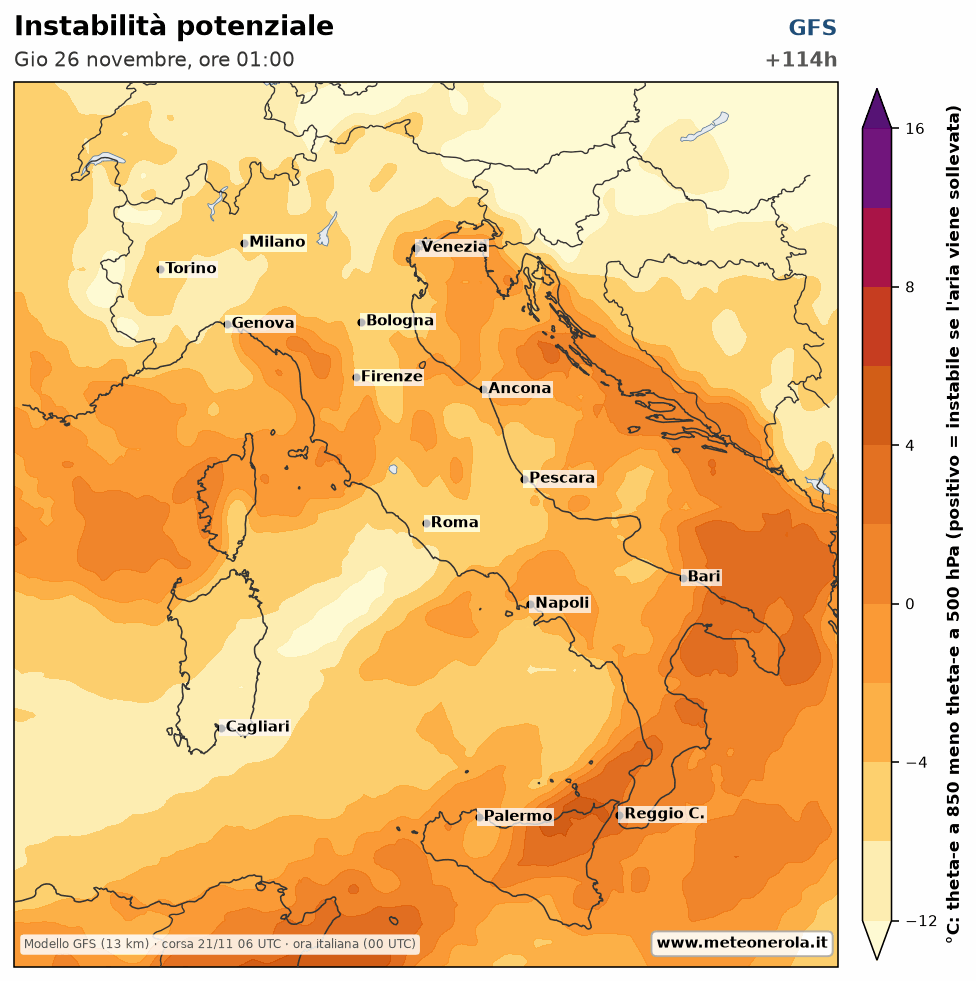 Instabilità potenziale
GFS
Gio 26 novembre, ore 01:00
+114h
Milano
Venezia
Torino
Genova
Bologna
Firenze
Ancona
Pescara
Roma
Bari
Napoli
Cagliari
Palermo
Reggio C.
16
8
4
0
−4
−12
°C: theta-e a 850 meno theta-e a 500 hPa (positivo = instabile se l'aria viene sollevata)
Modello GFS (13 km) · corsa 21/11 06 UTC · ora italiana (00 UTC)
www.meteonerola.it